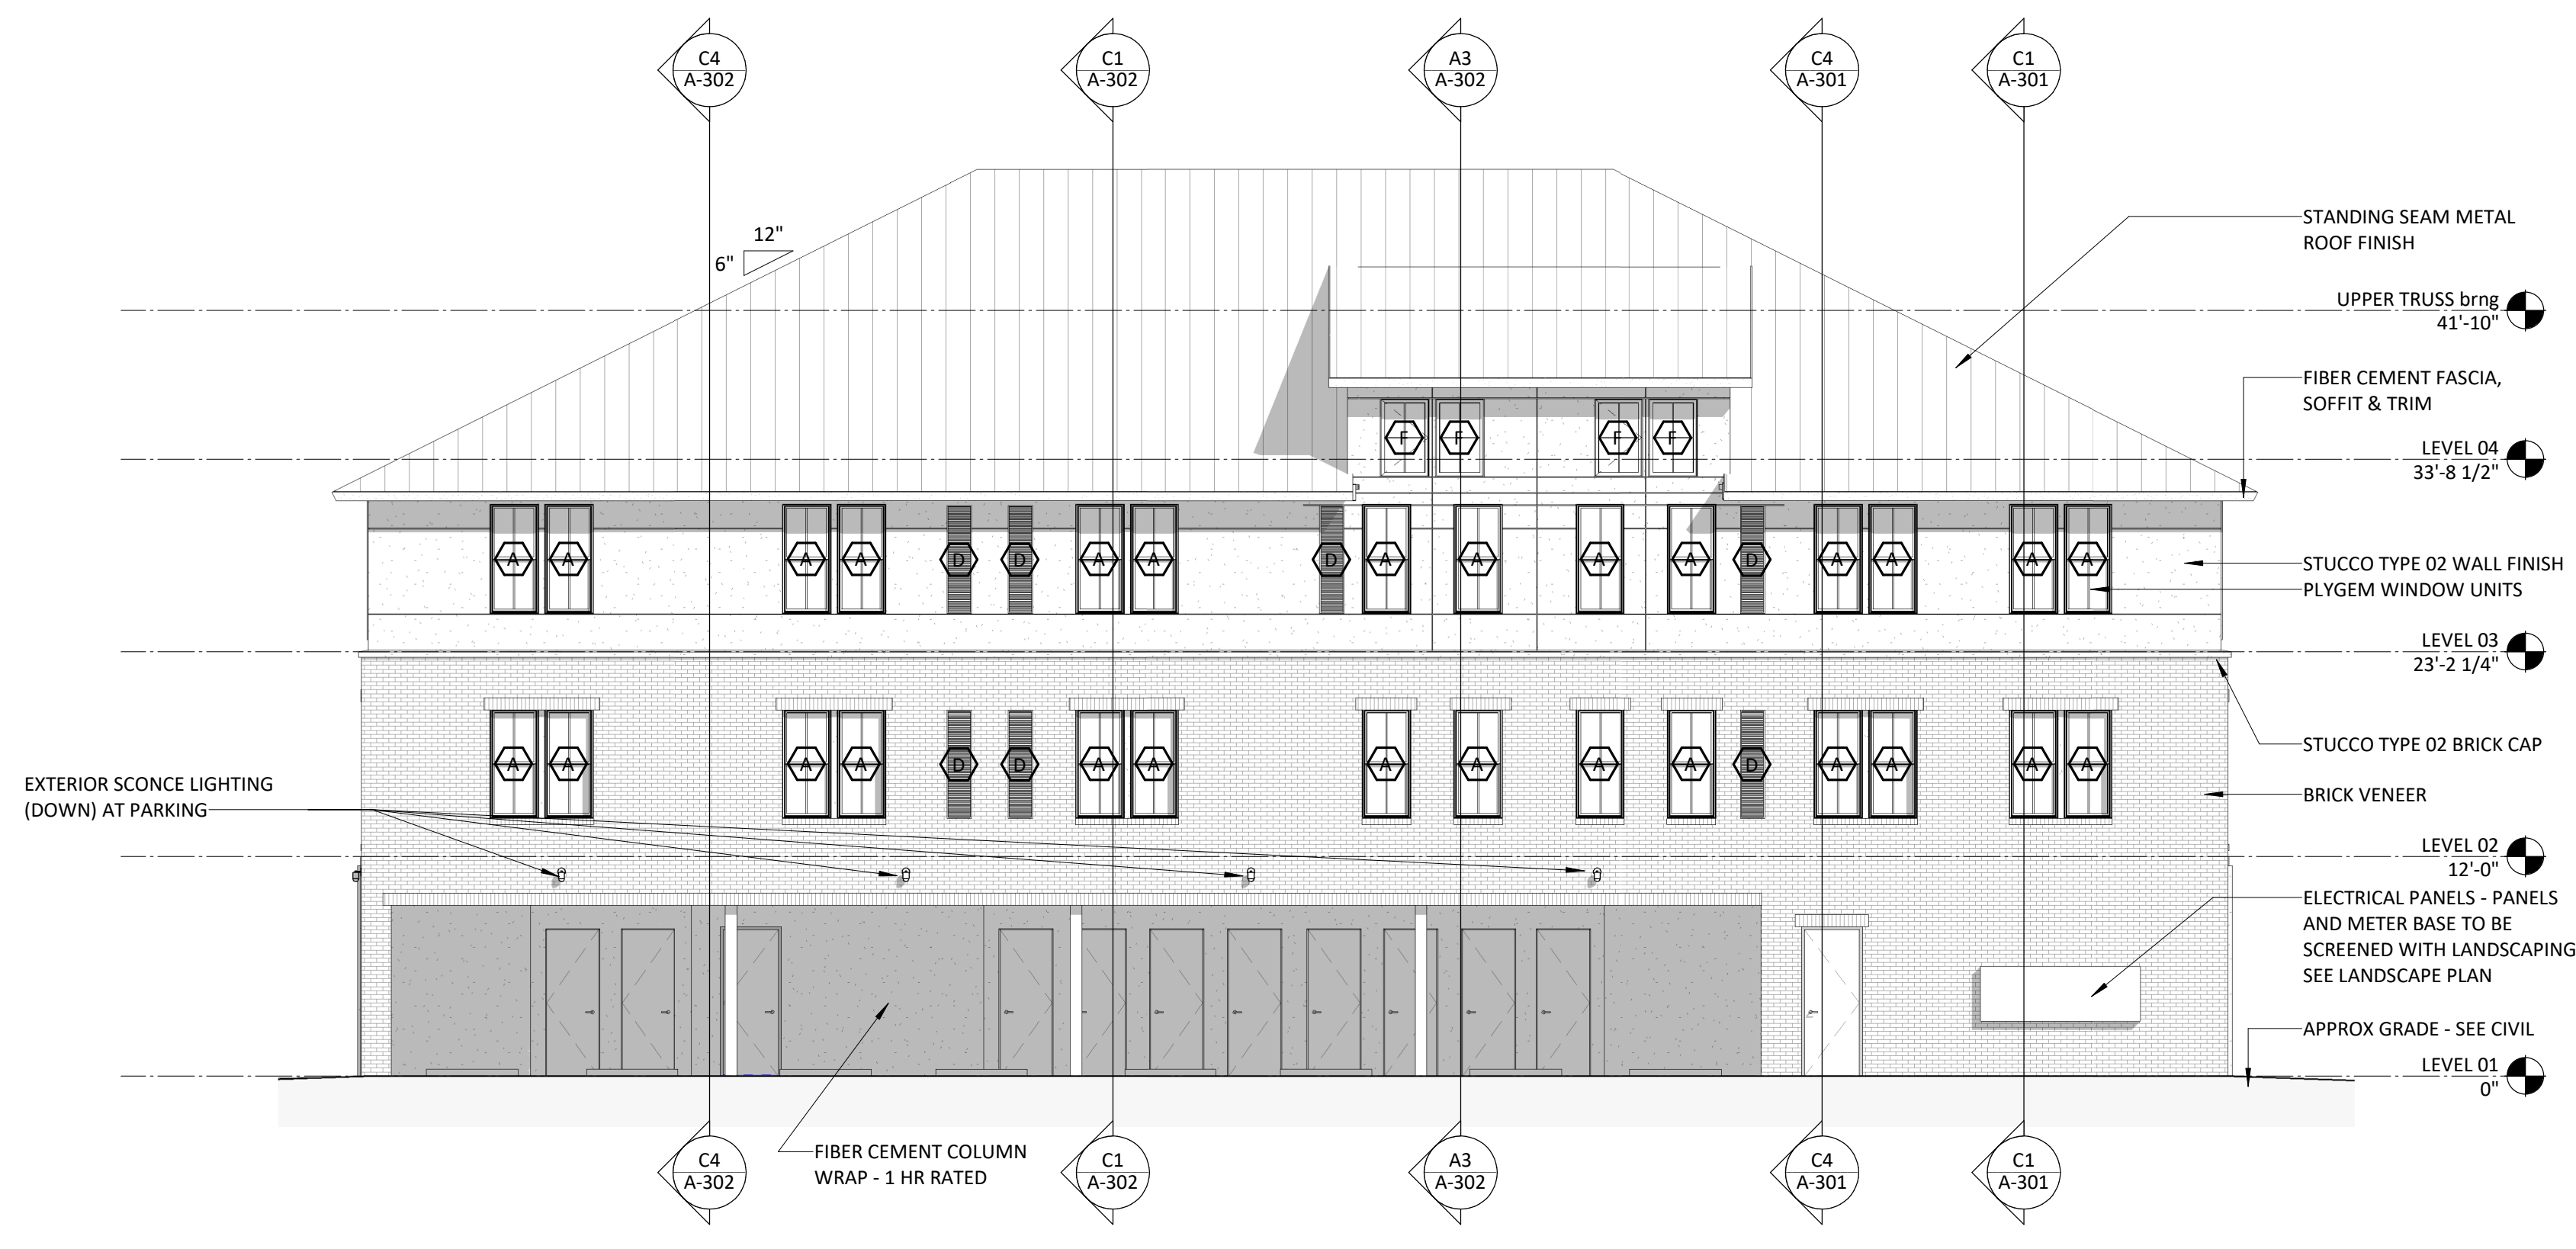 C4
A-302
C1
A-302
A3
A-302
C4
A-301
C1
A-301
12"
6"
STANDING SEAM METAL
ROOF FINISH
UPPER TRUSS brng
41'-10"
FIBER CEMENT FASCIA,
SOFFIT & TRIM
F F F F
LEVEL 04
33'-8 1/2"
A A A A D D A A D A A A A D A A A A
STUCCO TYPE 02 WALL FINISH
PLYGEM WINDOW UNITS
LEVEL 03
23'-2 1/4"
STUCCO TYPE 02 BRICK CAP
A A A A D D A A A A A A D A A A A
EXTERIOR SCONCE LIGHTING
(DOWN) AT PARKING
BRICK VENEER
LEVEL 02
12'-0"
ELECTRICAL PANELS - PANELS
AND METER BASE TO BE
SCREENED WITH LANDSCAPING
SEE LANDSCAPE PLAN
APPROX GRADE - SEE CIVIL
LEVEL 01
0"
FIBER CEMENT COLUMN
WRAP - 1 HR RATED
C4
A-302
C1
A-302
A3
A-302
C4
A-301
C1
A-301